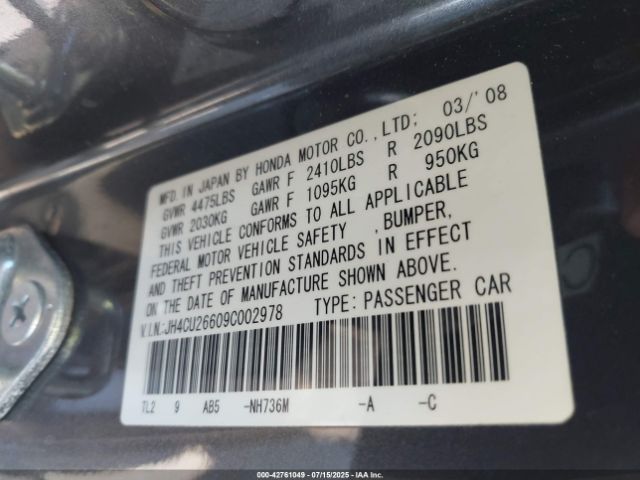 MFD. IN JAPAN BY HONDA MOTOR CO.,LTD; 03/'08
GVWR 4475LBS GAWR F 2410LBS R 2090LBS
GVWR 2030KG GAWR F 1095KG R 950KG
THIS VEHICLE CONFORMS TO ALL APPLICABLE
FEDERAL MOTOR VEHICLE SAFETY ,BUMPER,
AND THEFT PREVENTION STANDARDS IN EFFECT
ON THE DATE OF MANUFACTURE SHOWN ABOVE.
V.I.N.:JH4CU26609C002978 TYPE: PASSENGER CAR
TL2 9 AB5 -NH736M -A -C
000-42761049 | 07/15/2025 | IAA Inc.